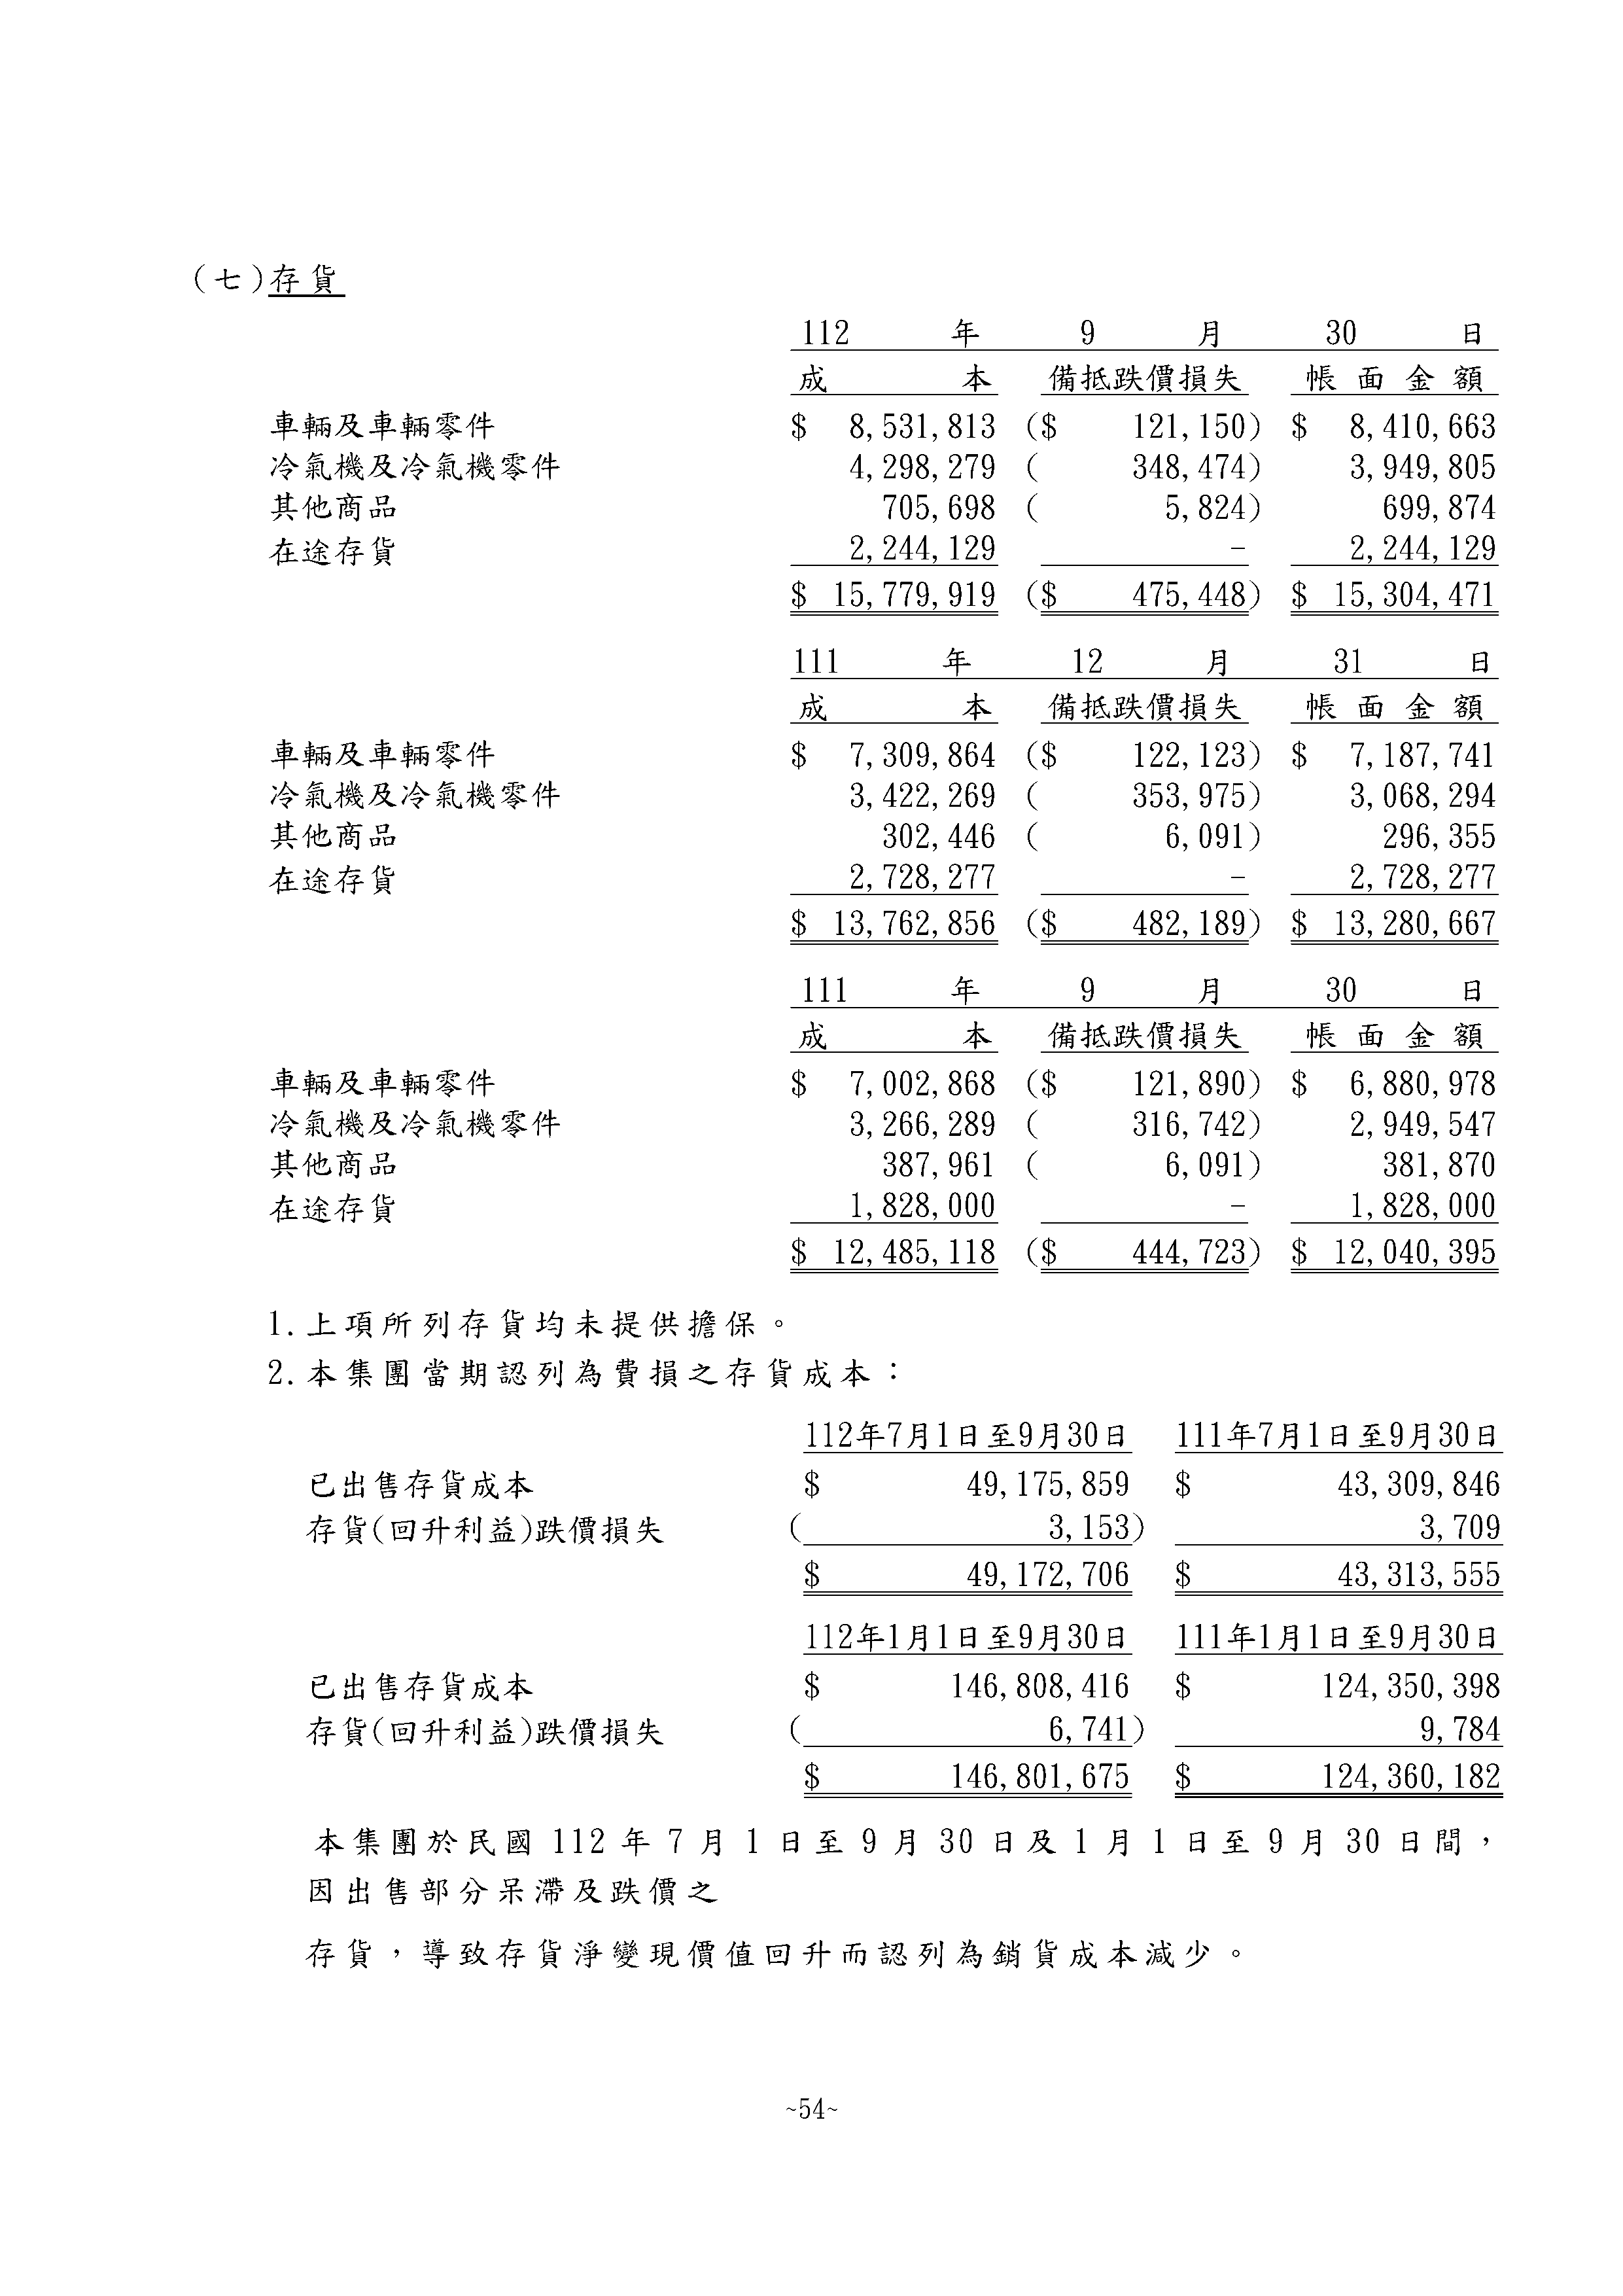 (七)存貨
112 年 9 月 30 日
成 本 備抵跌價損失 帳面金額
車輛及車輛零件 $ 8,531,813 ($ 121,150) $ 8,410,663
冷氣機及冷氣機零件 4,298,279 ( 348,474) 3,949,805
其他商品 705,698 ( 5,824) 699,874
在途存貨 2,244,129 - 2,244,129
$ 15,779,919 ($ 475,448) $ 15,304,471
111 年 12 月 31 日
成 本 備抵跌價損失 帳面金額
車輛及車輛零件 $ 7,309,864 ($ 122,123) $ 7,187,741
冷氣機及冷氣機零件 3,422,269 ( 353,975) 3,068,294
其他商品 302,446 ( 6,091) 296,355
在途存貨 2,728,277 - 2,728,277
$ 13,762,856 ($ 482,189) $ 13,280,667
111 年 9 月 30 日
成 本 備抵跌價損失 帳面金額
車輛及車輛零件 $ 7,002,868 ($ 121,890) $ 6,880,978
冷氣機及冷氣機零件 3,266,289 ( 316,742) 2,949,547
其他商品 387,961 ( 6,091) 381,870
在途存貨 1,828,000 - 1,828,000
$ 12,485,118 ($ 444,723) $ 12,040,395
1.上項所列存貨均未提供擔保。
2.本集團當期認列為費損之存貨成本：
112年7月1日至9月30日 111年7月1日至9月30日
已出售存貨成本 $ 49,175,859 $ 43,309,846
存貨(回升利益)跌價損失 ( 3,153) 3,709
$ 49,172,706 $ 43,313,555
112年1月1日至9月30日 111年1月1日至9月30日
已出售存貨成本 $ 146,808,416 $ 124,350,398
存貨(回升利益)跌價損失 ( 6,741) 9,784
$ 146,801,675 $ 124,360,182
本集團於民國 112 年 7 月 1 日至 9 月 30 日及 1 月 1 日至 9 月 30 日間，
因出售部分呆滯及跌價之
存貨，導致存貨淨變現價值回升而認列為銷貨成本減少。
~54~